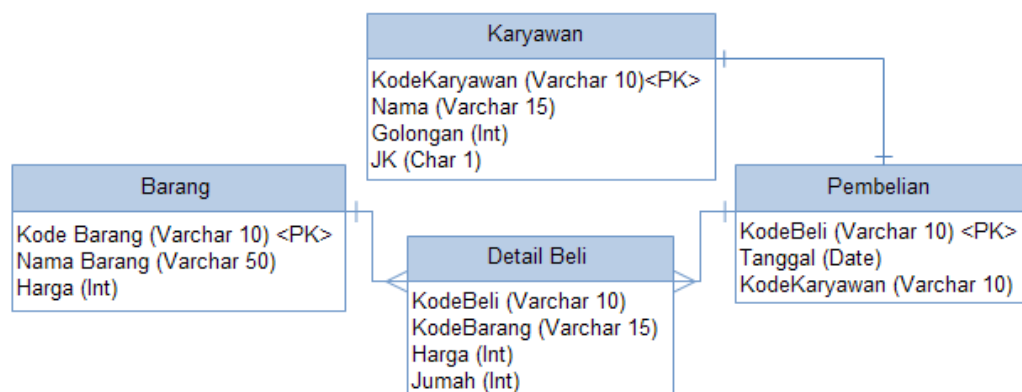 Karyawan
KodeKaryawan (Varchar 10)<PK>
Nama (Varchar 15)
Golongan (Int)
JK (Char 1)
Barang
Kode Barang (Varchar 10) <PK>
Nama Barang (Varchar 50)
Harga (Int)
Detail Beli
KodeBeli (Varchar 10)
KodeBarang (Varchar 15)
Harga (Int)
Jumah (Int)
Pembelian
KodeBeli (Varchar 10) <PK>
Tanggal (Date)
KodeKaryawan (Varchar 10)